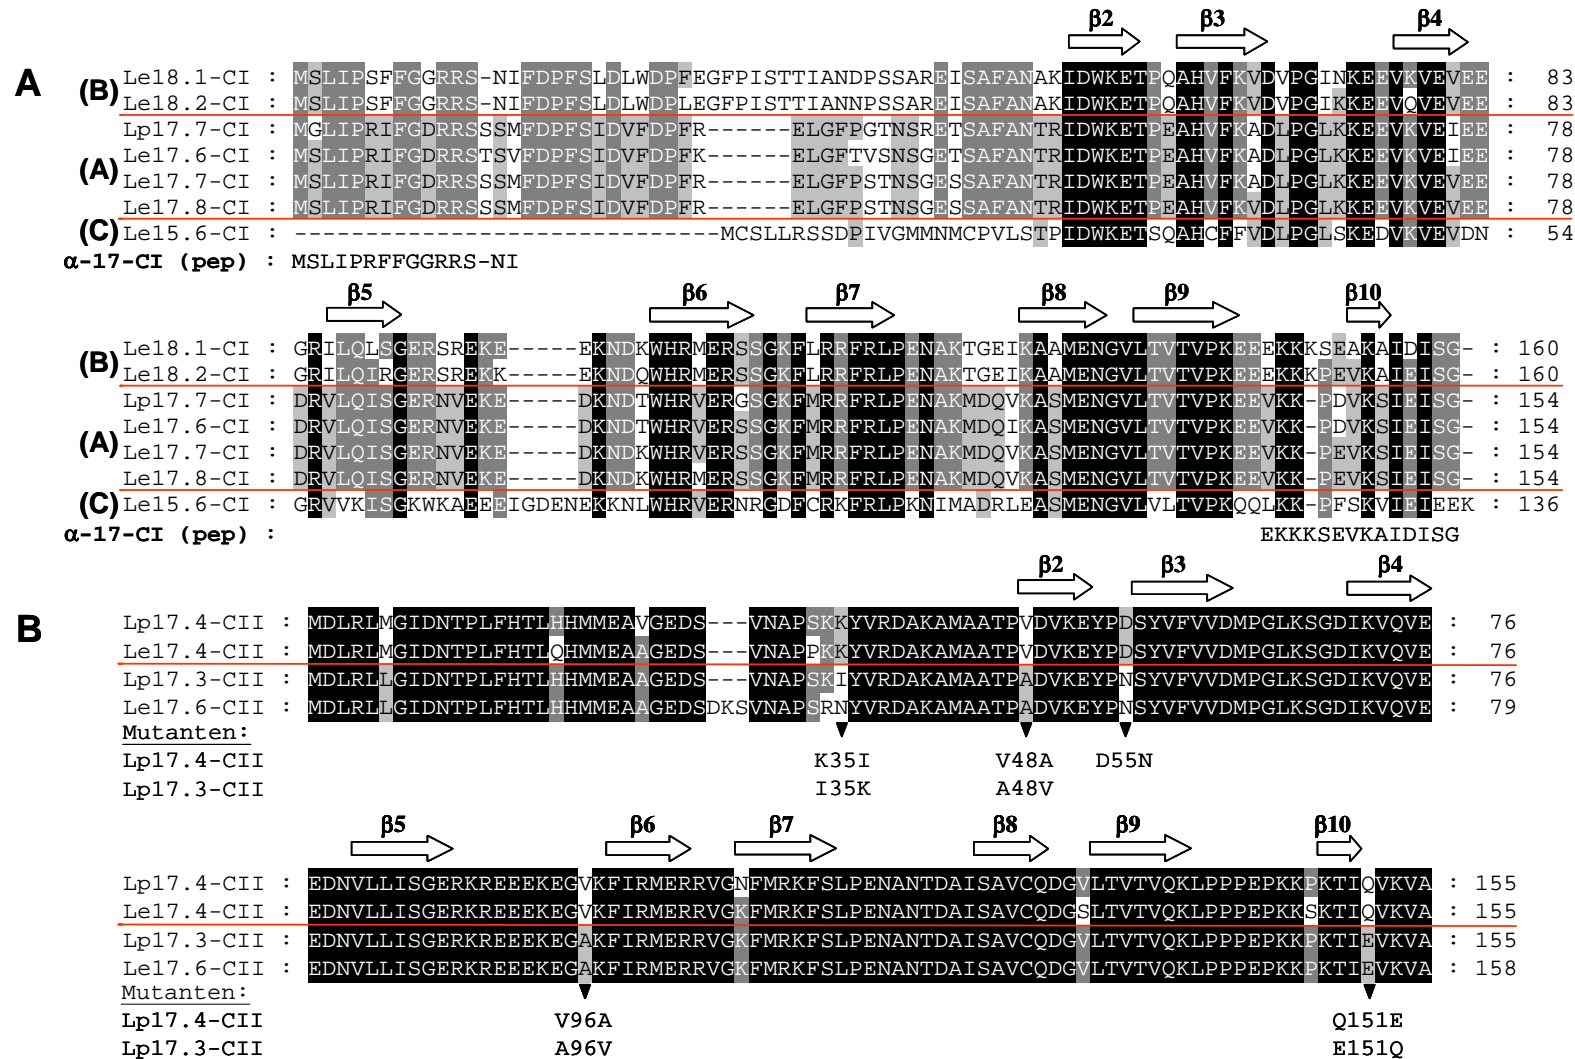 β2 β3 β4
A
(B) Le18.1-CI : MSLIPSFFGGRRS-NIFDPFSLDLWDPFEGFPISTTIANDPSSAREISAFANAKIDWKETPQAHVFKVDVPGINKEEVKVEVEE : 83
Le18.2-CI : MSLIPSFFGGRRS-NIFDPFSLDLWDPLEGFPISTTIANNPSSAREISAFANAKIDWKETPQAHVFKVDVPGIKKEEVQVEVEE : 83
Lp17.7-CI : MGLIPRIFGDRRSSSMFDPFSIDVFDPFR------ELGFPGTNSRETSAFANTRIDWKETPEAHVFKADLPGLKKEEVKVEIEE : 78
(A) Le17.6-CI : MSLIPRIFGDRRSTSVFDPFSIDVFDPFK------ELGFTVSNSGETSAFANTRIDWKETPEAHVFKADLPGLKKEEVKVEIEE : 78
Le17.7-CI : MSLIPRIFGDRRSSSMFDPFSIDVFDPFR------ELGFPSTNSGESSAFANTRIDWKETPEAHVFKADLPGLKKEEVKVEVEE : 78
Le17.8-CI : MSLIPRIFGDRRSSSMFDPFSIDVFDPFR------ELGFPSTNSGESSAFANTRIDWKETPEAHVFKADLPGLKKEEVKVEVEE : 78
(C) Le15.6-CI : ------------------------------MCSLLRSSDPIVGMMNMCPVLSTPIDWKETSQAHCFFVDLPGLSKEDVKVEVDN : 54
α-17-CI (pep) : MSLIPRFFGGRRS-NI
β5 β6 β7 β8 β9 β10
(B) Le18.1-CI : GRILQLSGERSREKE-----EKNDKWHRMERSSGKFLRRFRLPENAKTGEIKAAMENGVLTVTVPKEEEKKKSEAKAIDISG- : 160
Le18.2-CI : GRILQIRGERSREKK-----EKNDQWHRMERSSGKFLRRFRLPENAKTGEIKAAMENGVLTVTVPKEEEKKKPEVKAIEISG- : 160
Lp17.7-CI : DRVLQISGERNVEKE-----DKNDTWHRVERGSGKFMRRFRLPENAKMDQVKASMENGVLTVTVPKEEVKK-PDVKSIEISG- : 154
(A) Le17.6-CI : DRVLQISGERNVEKE-----DKNDTWHRVERSSGKFMRRFRLPENAKMDQIKASMENGVLTVTVPKEEVKK-PDVKSIEISG- : 154
Le17.7-CI : DRVLQISGERNVEKE-----DKNDKWHRVERSSGKFMRRFRLPENAKMDQVKASMENGVLTVTVPKEEVKK-PEVKSIEISG- : 154
Le17.8-CI : DRVLQISGERNVEKE-----DKNDKWHRMERSSGKFMRRFRLPENAKMDQVKASMENGVLTVTVPKEEVKK-PEVKSIEISG- : 154
(C) Le15.6-CI : GRVVKISGKWKAEEEIGDENEKKNLWHRVERNRGDFCRKFRLPKNIMADRLEASMENGVLVLTVPKQQLKK-PFSKVIEIEEK : 136
α-17-CI (pep) : EKKKSEVKAIDISG
β2 β3 β4
B
Lp17.4-CII : MDLRLMGIDNTPLFHTLHHMMEAVGEDS---VNAPSKKYVRDAKAMAATPVDVKEYPDSYVFVVDMPGLKSGDIKVQVE : 76
Le17.4-CII : MDLRLMGIDNTPLFHTLQHMMEAAGEDS---VNAPPKKYVRDAKAMAATPVDVKEYPDSYVFVVDMPGLKSGDIKVQVE : 76
Lp17.3-CII : MDLRLLGIDNTPLFHTLHHMMEAAGEDS---VNAPSKIYVRDAKAMAATPADVKEYPNSYVFVVDMPGLKSGDIKVQVE : 76
Le17.6-CII : MDLRLLGIDNTPLFHTLHHMMEAAGEDSDKSVNAPSRNYVRDAKAMAATPADVKEYPNSYVFVVDMPGLKSGDIKVQVE : 79
Mutanten:
Lp17.4-CII K35I V48A D55N
Lp17.3-CII I35K A48V
β5 β6 β7 β8 β9 β10
Lp17.4-CII : EDNVLLISGERKREEEKEGVKFIRMERRVGNFMRKFSLPENANTDAISAVCQDGVLTVTVQKLPPPEPKKPKTIQVKVA : 155
Le17.4-CII : EDNVLLISGERKREEEKEGVKFIRMERRVGKFMRKFSLPENANTDAISAVCQDGSLTVTVQKLPPPEPKKSKTIQVKVA : 155
Lp17.3-CII : EDNVLLISGERKREEEKEGAKFIRMERRVGKFMRKFSLPENANTDAISAVCQDGVLTVTVQKLPPPEPKKPKTIEVKVA : 155
Le17.6-CII : EDNVLLISGERKREEEKEGAKFIRMERRVGKFMRKFSLPENANTDAISAVCQDGVLTVTVQKLPPPEPKKPKTIEVKVA : 158
Mutanten:
Lp17.4-CII V96A Q151E
Lp17.3-CII A96V E151Q